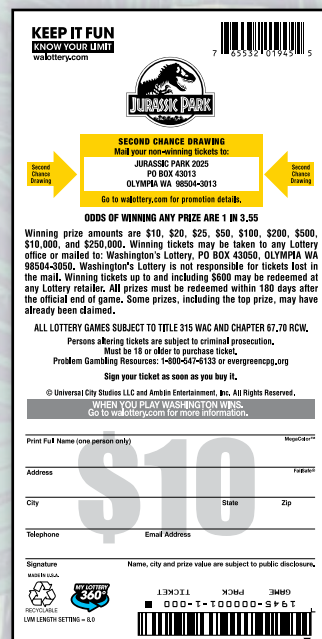 KEEP IT FUN
KNOW YOUR LIMIT
walottery.com
7 65532 01945 5
JURASSIC PARK
SECOND CHANCE DRAWING
Mail your non-winning tickets to:
JURASSIC PARK 2025
PO BOX 43013
OLYMPIA WA 98504-3013
Go to walottery.com for promotion details.
Second
Chance
Drawing
Second
Chance
Drawing
ODDS OF WINNING ANY PRIZE ARE 1 IN 3.55
Winning prize amounts are $10, $20, $25, $50, $100, $200, $500,
$10,000, and $250,000. Winning tickets may be taken to any Lottery
office or mailed to: Washington's Lottery, PO BOX 43050, OLYMPIA WA
98504-3050. Washington's Lottery is not responsible for tickets lost in
the mail. Winning tickets up to and including $600 may be redeemed at
any Lottery retailer. All prizes must be redeemed within 180 days after
the official end of game. Some prizes, including the top prize, may have
already been claimed.
ALL LOTTERY GAMES SUBJECT TO TITLE 315 WAC AND CHAPTER 67.70 RCW.
Persons altering tickets are subject to criminal prosecution.
Must be 18 or older to purchase ticket.
Problem Gambling Resources: 1-800-547-6133 or evergreencpg.org
Sign your ticket as soon as you buy it.
© Universal City Studios LLC and Amblin Entertainment, Inc. All Rights Reserved.
WHEN YOU PLAY WASHINGTON WINS.
Go to walottery.com for more information.
$10
Print Full Name (one person only)
MegaColor™
Address
FailSafe®
City State Zip
Telephone Email Address
Signature Name, city and prize value are subject to public disclosure.
MADE IN U.S.A.
RECYCLABLE
MY LOTTERY
360°
LVM LENGTH SETTING = 8.0
GAME PACK TICKET
1945-0000001-1-000